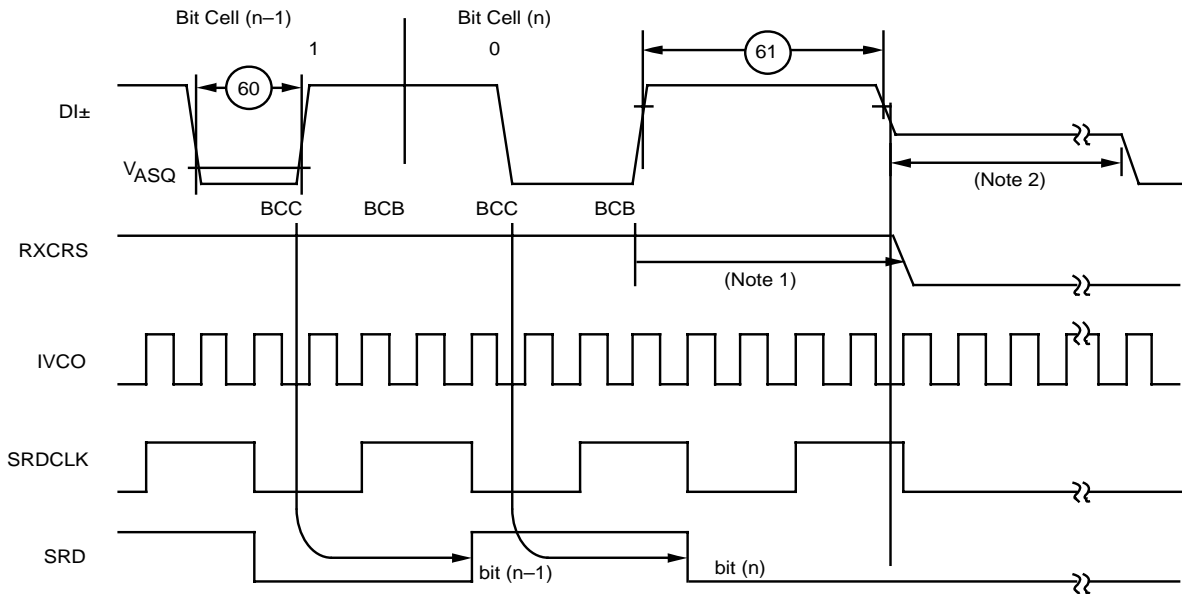 Bit Cell (n–1) Bit Cell (n)
1 0
60 61
DI±
VASQ
(Note 2)
BCC BCB BCC BCB
RXCRS
(Note 1)
IVCO
SRDCLK
SRD
bit (n–1) bit (n)